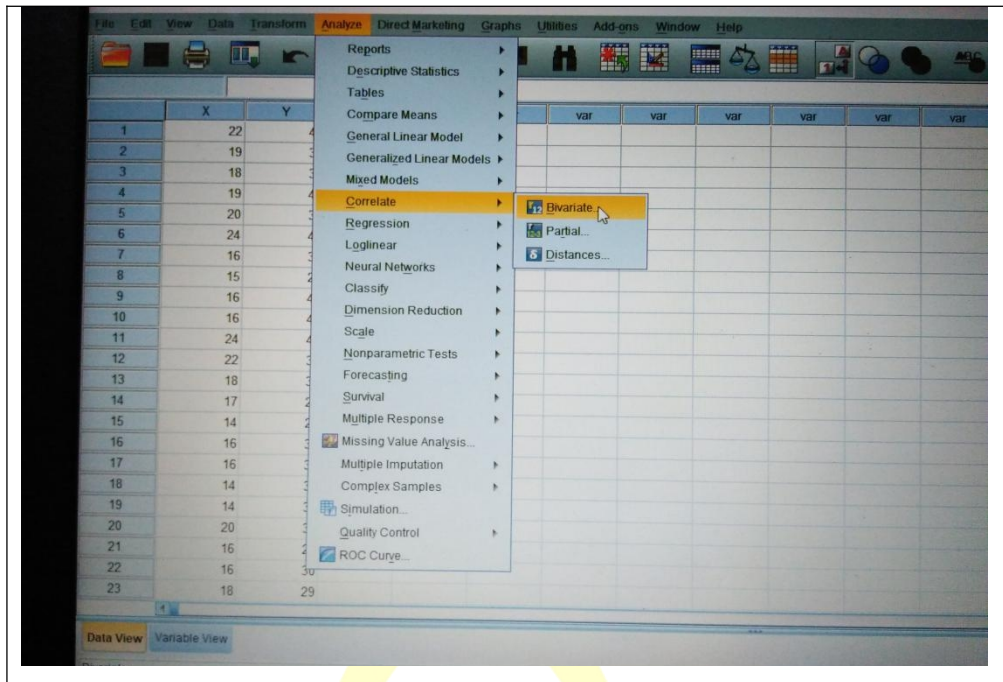 File Edit View Data Transform Analyze Direct Marketing Graphs Utilities Add-ons Window Help
Reports
Descriptive Statistics
Tables
Compare Means
General Linear Model
Generalized Linear Models
Mixed Models
Correlate
Regression
Loglinear
Neural Networks
Classify
Dimension Reduction
Scale
Nonparametric Tests
Forecasting
Survival
Multiple Response
Missing Value Analysis...
Multiple Imputation
Complex Samples
Simulation...
Quality Control
ROC Curve...
Bivariate...
Partial...
Distances...
X Y var var var var var var
1 22
2 19
3 18
4 19
5 20
6 24
7 16
8 15
9 16
10 16
11 24
12 22
13 18
14 17
15 14
16 16
17 16
18 14
19 14
20 20
21 16
22 16 30
23 18 29
Data View Variable View